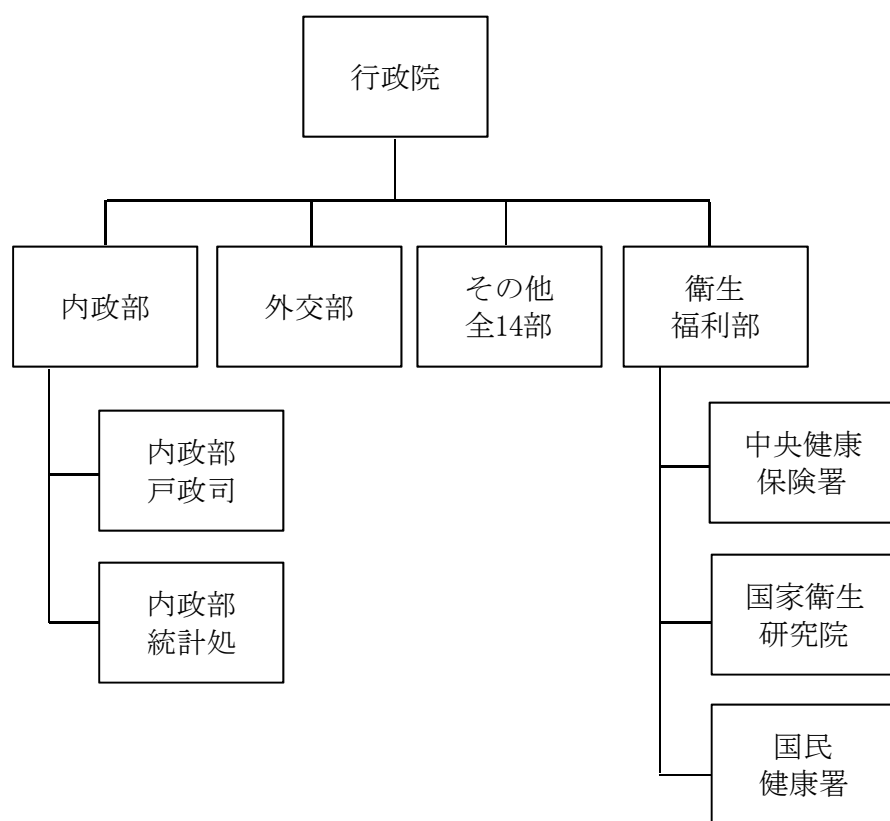 行政院
内政部
外交部
その他
全14部
衛生
福利部
内政部
戸政司
内政部
統計処
中央健康
保険署
国家衛生
研究院
国民
健康署